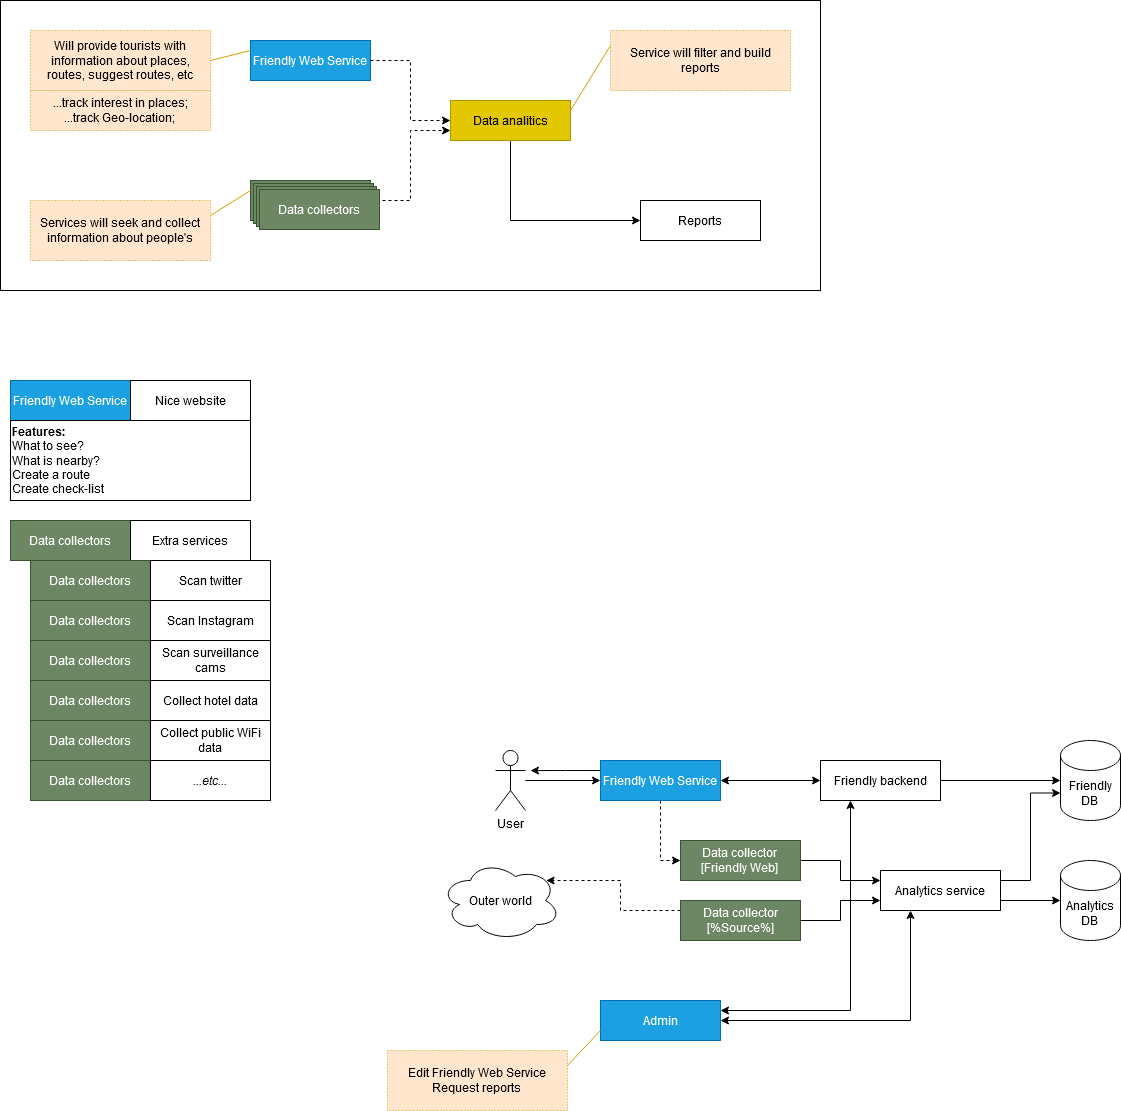 Will provide tourists with
information about places,
routes, suggest routes, etc
...track interest in places;
...track Geo-location;
Friendly Web Service
Service will filter and build
reports
Data analitics
Services will seek and collect
information about people's
Data collectors
Reports
Friendly Web Service
Nice website
Features:
What to see?
What is nearby?
Create a route
Create check-list
Data collectors
Extra services
Data collectors
Scan twitter
Data collectors
Scan Instagram
Data collectors
Scan surveillance
cams
Data collectors
Collect hotel data
Data collectors
Collect public WiFi
data
Data collectors
...etc...
User
Friendly Web Service
Friendly backend
Friendly
DB
Data collector
[Friendly Web]
Outer world
Data collector
[%Source%]
Analytics service
Analytics
DB
Admin
Edit Friendly Web Service
Request reports